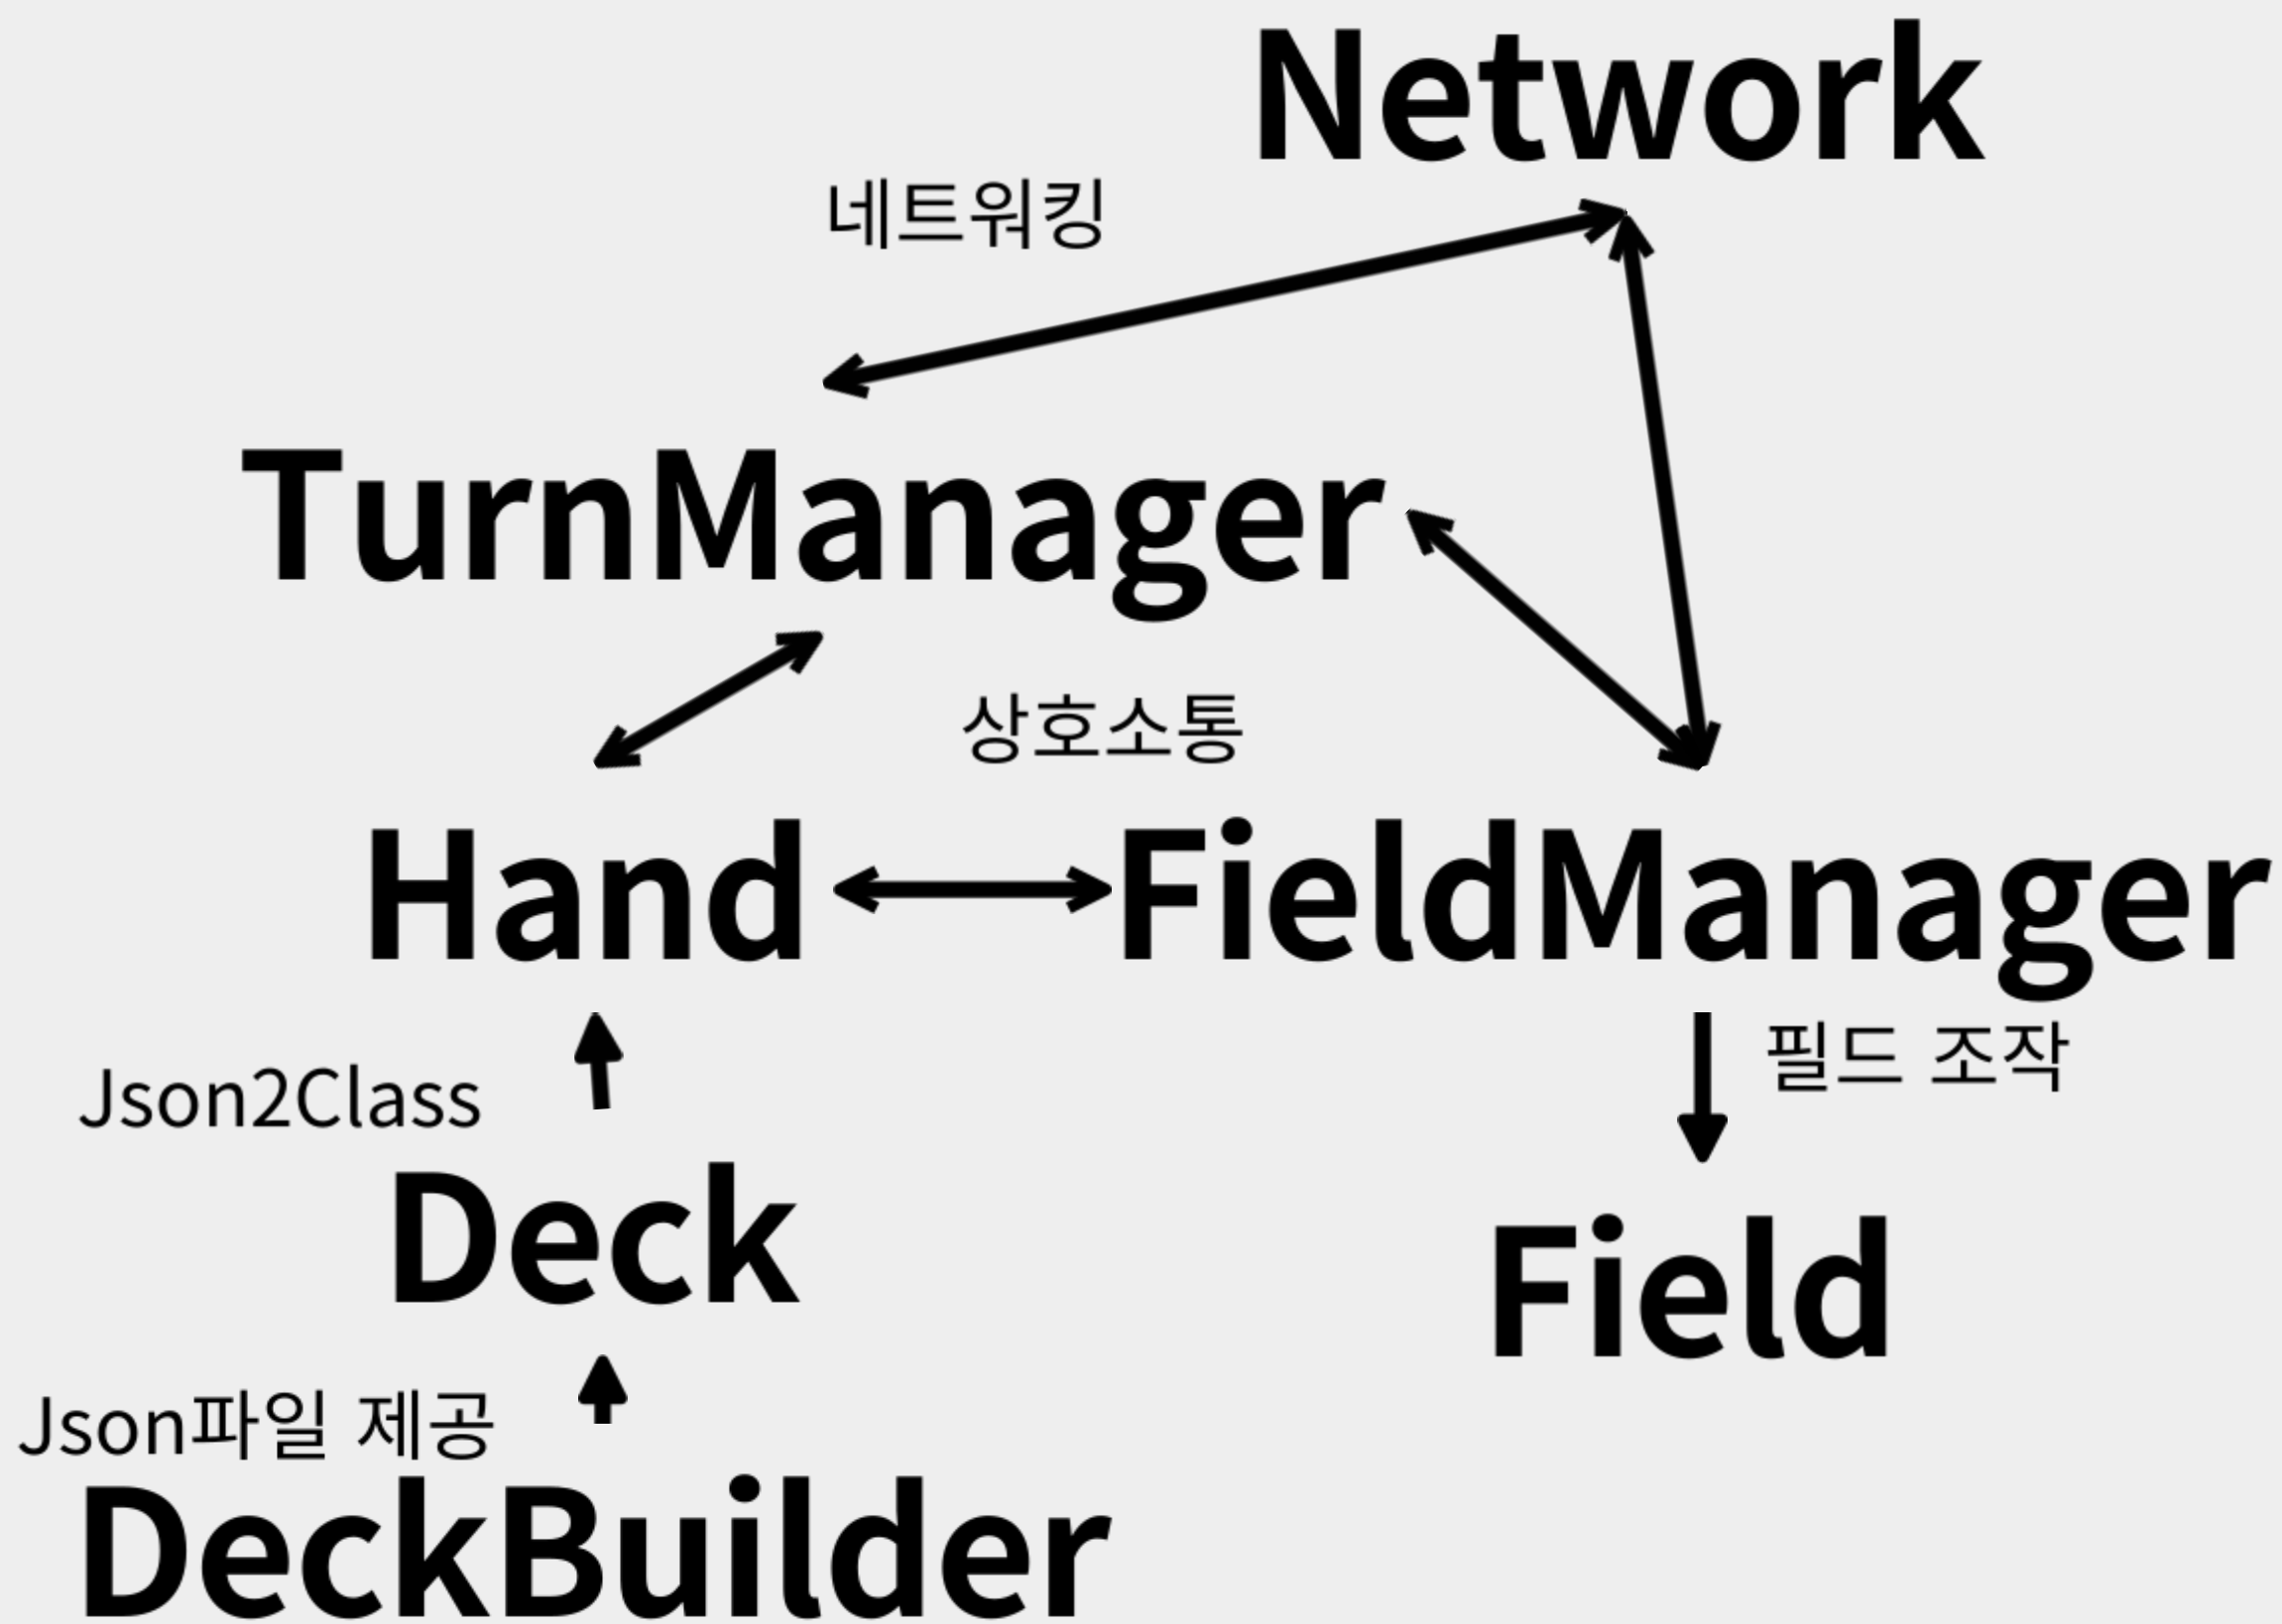 Network
네트워킹
TurnManager
상호소통
Hand
FieldManager
필드 조작
Json2Class
Deck
Field
Json파일 제공
DeckBuilder